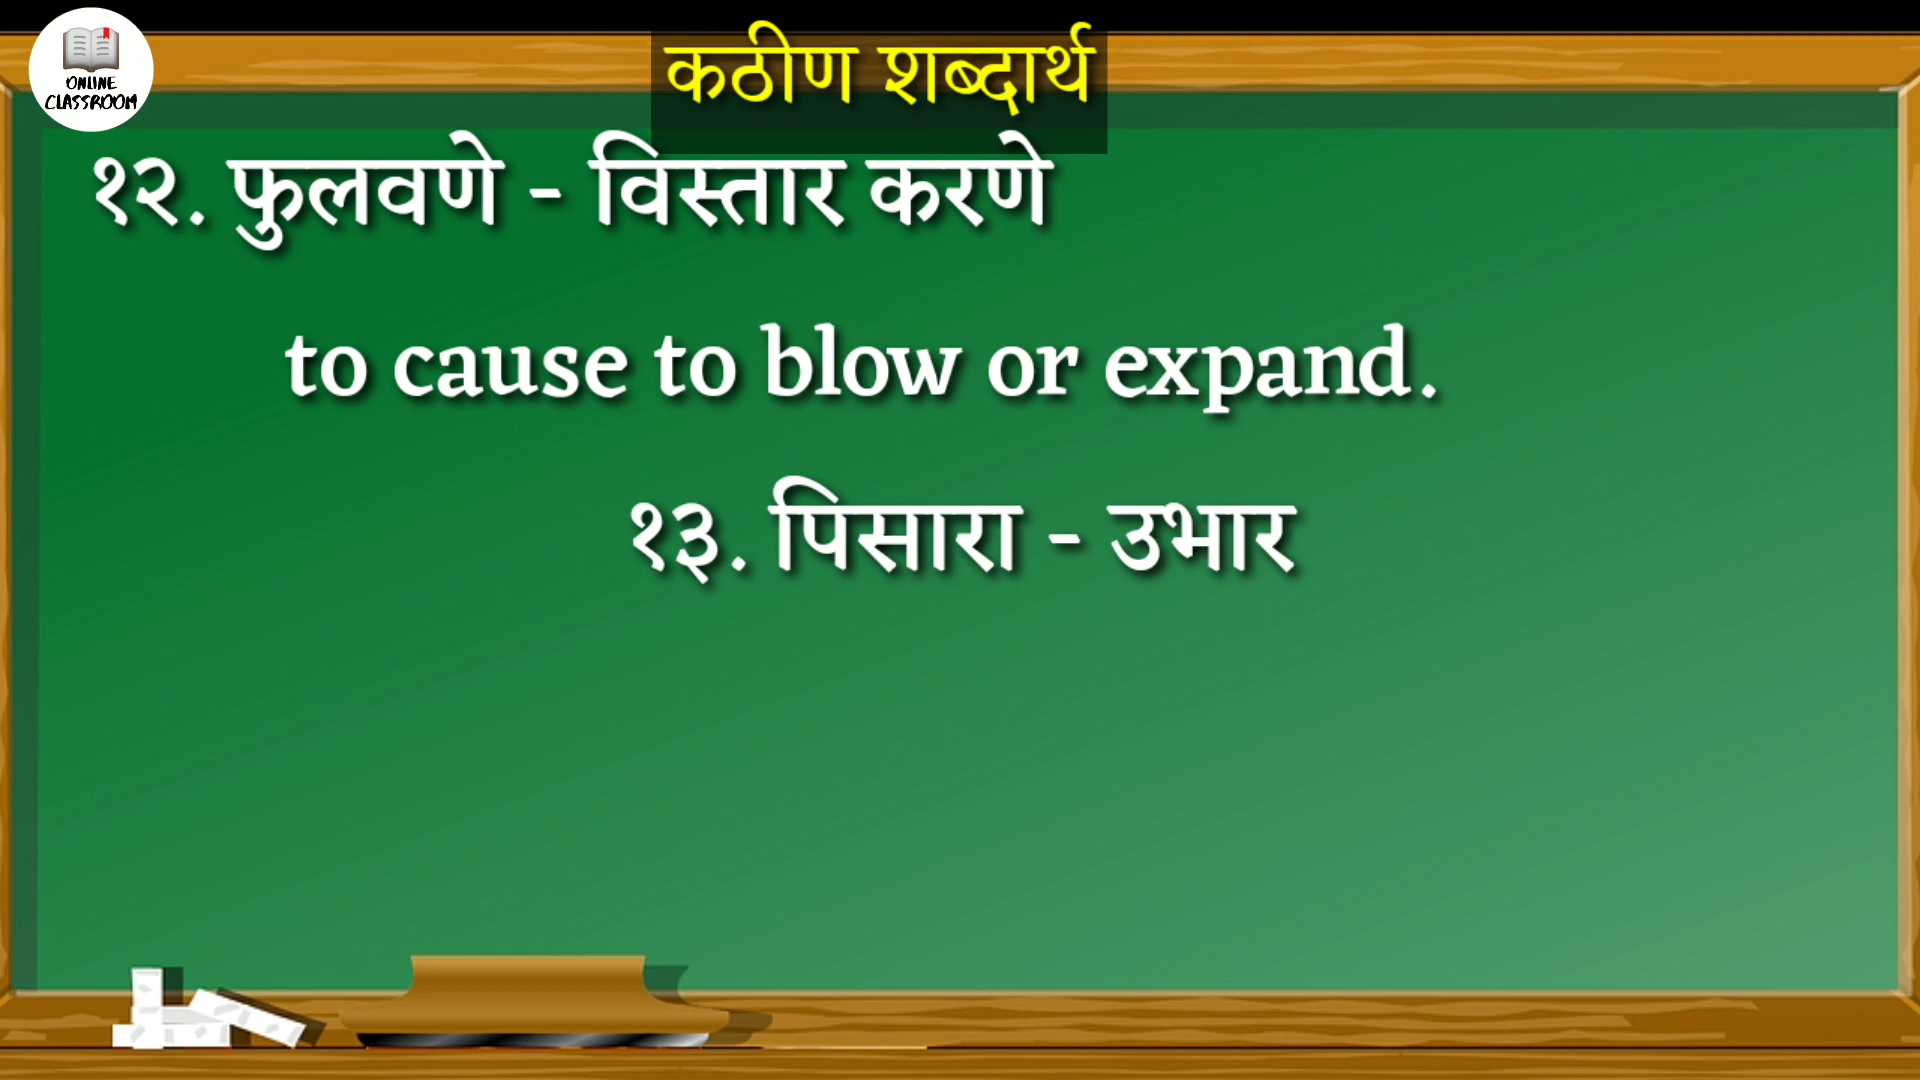 ONLINE
CLASSROOM
कठीण शब्दार्थ
१२. फुलवणे - विस्तार करणे
to cause to blow or expand.
१३. पिसारा - उभार